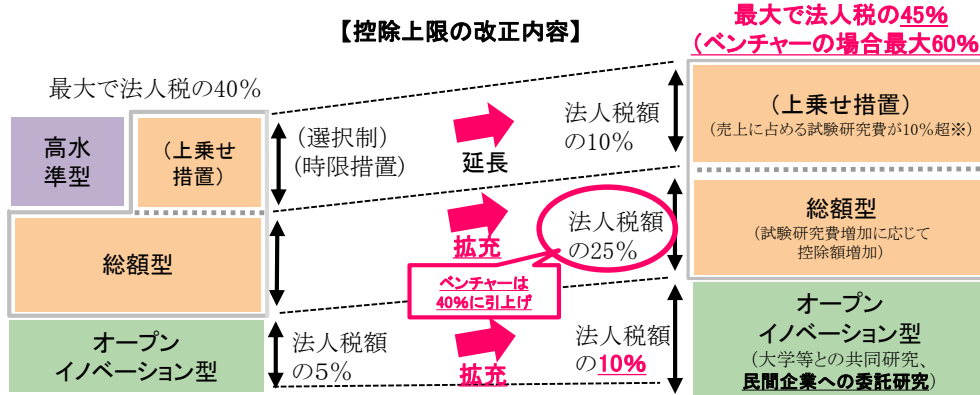 【控除上限の改正内容】
最大で法人税の45%
(ベンチャーの場合最大60%
最大で法人税の40%
高水
準型
(上乗せ
措置)
(選択制)
(時限措置)
延長
法人税額
の10%
(上乗せ措置)
(売上に占める試験研究費が10%超※)
総額型
拡充
法人税額
の25%
ベンチャーは
40%に引上げ
総額型
(試験研究費増加に応じて
控除額増加)
オープン
イノベーション型
法人税額
の5%
拡充
法人税額
の10%
オープン
イノベーション型
(大学等との共同研究、
民間企業への委託研究)